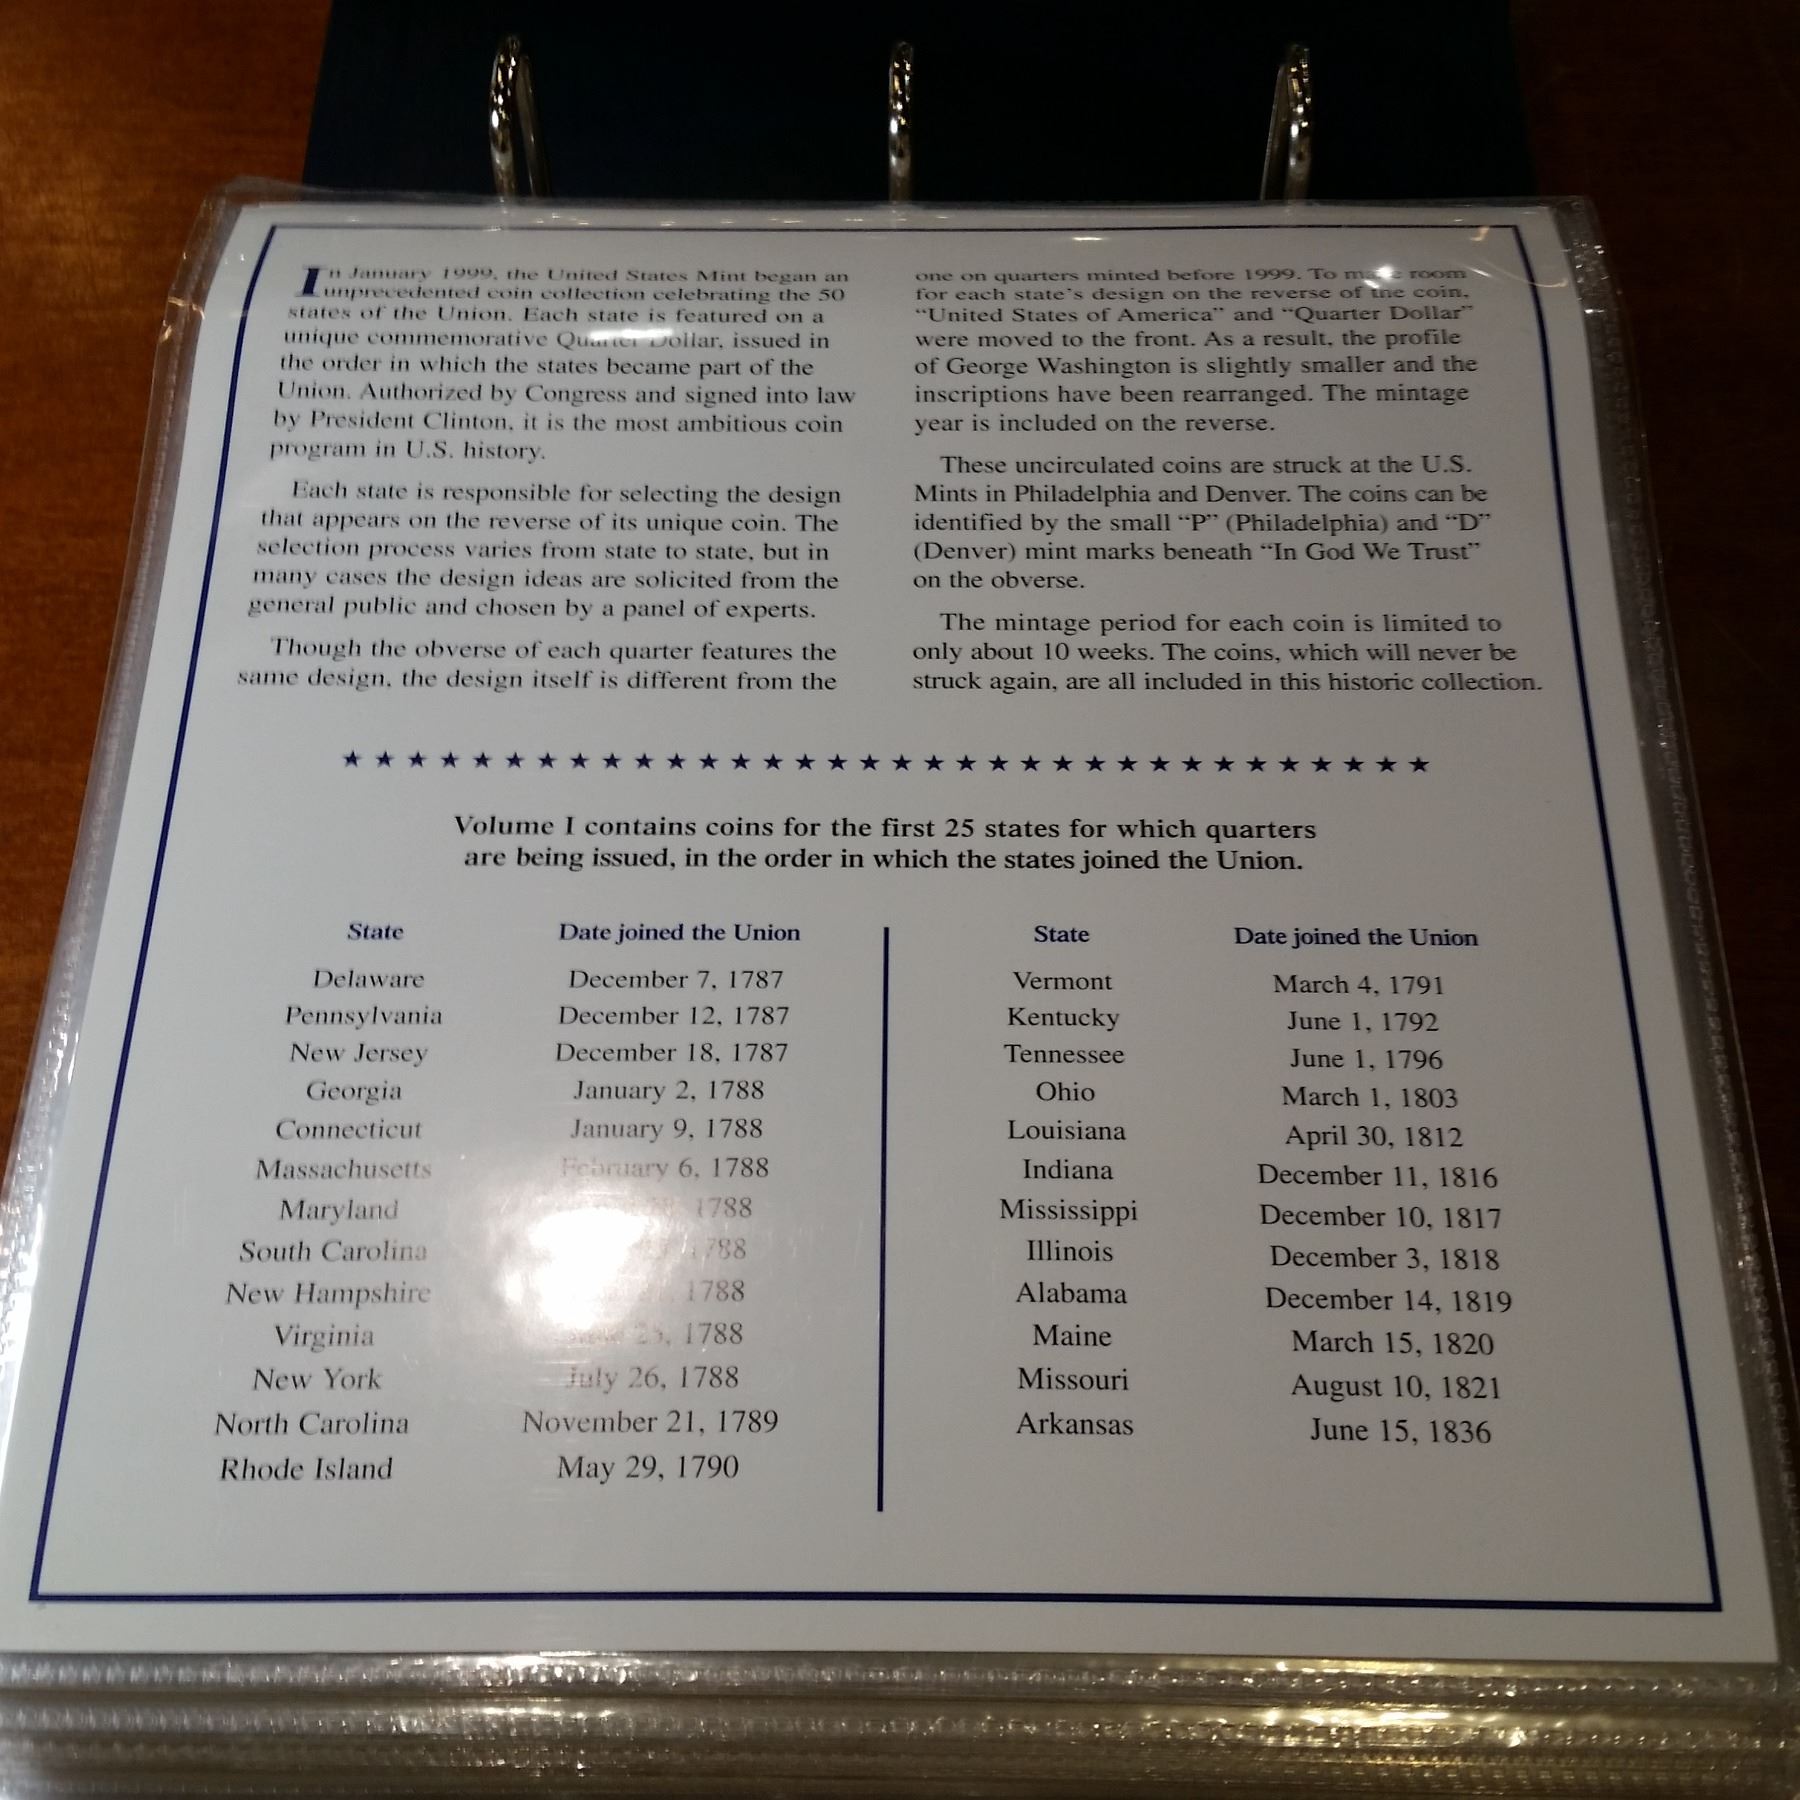 In January 1999, the United States Mint began an
unprecedented coin collection celebrating the 50
states of the Union. Each state is featured on a
unique commemorative Quarter Dollar, issued in
the order in which the states became part of the
Union. Authorized by Congress and signed into law
by President Clinton, it is the most ambitious coin
program in U.S. history.
Each state is responsible for selecting the design
that appears on the reverse of its unique coin. The
selection process varies from state to state, but in
many cases the design ideas are solicited from the
general public and chosen by a panel of experts.
Though the obverse of each quarter features the
same design, the design itself is different from the
one on quarters minted before 1999. To make room
for each state's design on the reverse of the coin,
"United States of America" and "Quarter Dollar"
were moved to the front. As a result, the profile
of George Washington is slightly smaller and the
inscriptions have been rearranged. The mintage
year is included on the reverse.
These uncirculated coins are struck at the U.S.
Mints in Philadelphia and Denver. The coins can be
identified by the small "P" (Philadelphia) and "D"
(Denver) mint marks beneath "In God We Trust"
on the obverse.
The mintage period for each coin is limited to
only about 10 weeks. The coins, which will never be
struck again, are all included in this historic collection.
Volume I contains coins for the first 25 states for which quarters
are being issued, in the order in which the states joined the Union.
State Date joined the Union
Delaware December 7, 1787
Pennsylvania December 12, 1787
New Jersey December 18, 1787
Georgia January 2, 1788
Connecticut January 9, 1788
Massachusetts February 6, 1788
Maryland 1788
South Carolina 1788
New Hampshire 1788
Virginia 25, 1788
New York July 26, 1788
North Carolina November 21, 1789
Rhode Island May 29, 1790
State Date joined the Union
Vermont March 4, 1791
Kentucky June 1, 1792
Tennessee June 1, 1796
Ohio March 1, 1803
Louisiana April 30, 1812
Indiana December 11, 1816
Mississippi December 10, 1817
Illinois December 3, 1818
Alabama December 14, 1819
Maine March 15, 1820
Missouri August 10, 1821
Arkansas June 15, 1836